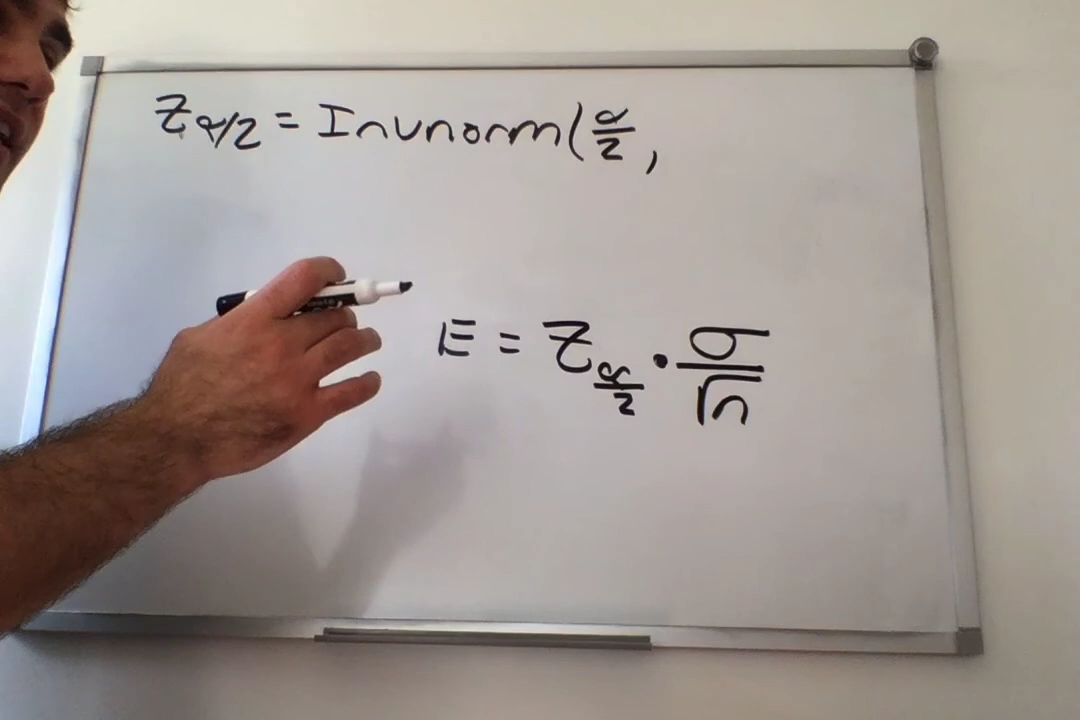 Zα/2 = Invnorm(α/2,
E = Zα/2 · σ/√n